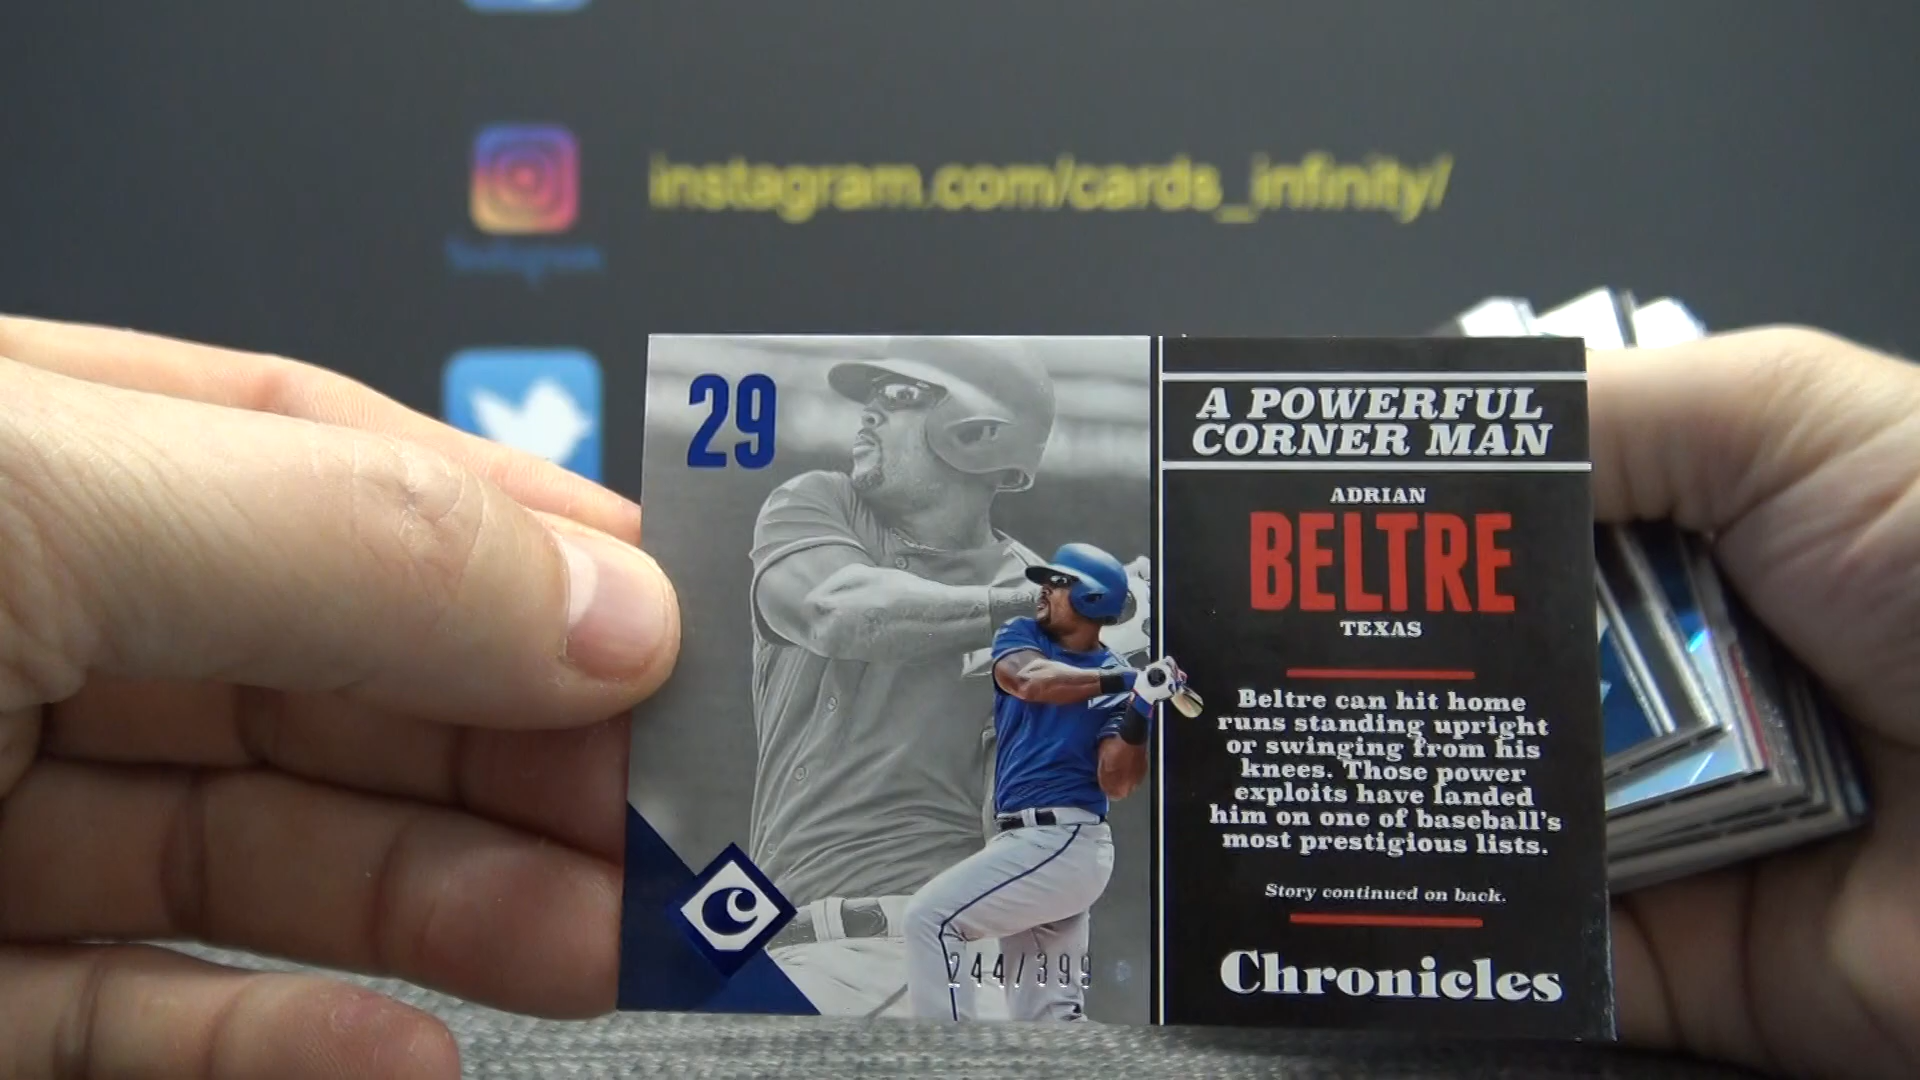 instagram.com/cards_infinity/
Instagram
29
A POWERFUL
CORNER MAN
ADRIAN
BELTRE
TEXAS
Beltre can hit home
runs standing upright
or swinging from his
knees. Those power
exploits have landed
him on one of baseball's
most prestigious lists.
Story continued on back.
C
244/399
Chronicles